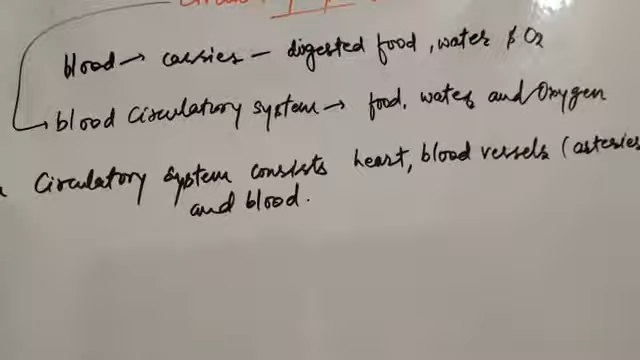 blood → carries – digested food, water & O2
blood Circulatory system → food, water and Oxygen
Circulatory system consists heart, blood vessels (arteries
and blood.